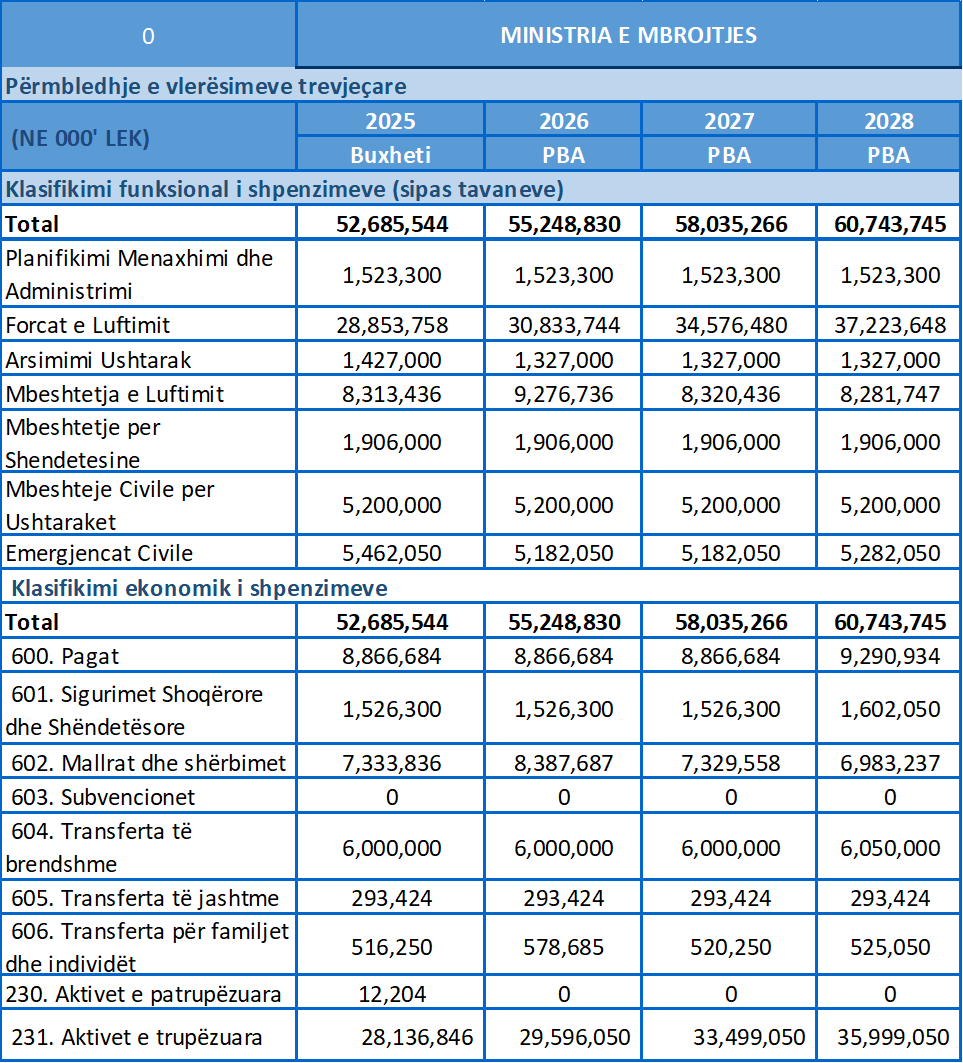 0 MINISTRIA E MBROJTJES
Përmbledhje e vlerësimeve trevjeçare
(NE 000' LEK) 2025 2026 2027 2028
Buxheti PBA PBA PBA
Klasifikimi funksional i shpenzimeve (sipas tavaneve)
Total 52,685,544 55,248,830 58,035,266 60,743,745
Planifikimi Menaxhimi dhe
Administrimi 1,523,300 1,523,300 1,523,300 1,523,300
Forcat e Luftimit 28,853,758 30,833,744 34,576,480 37,223,648
Arsimimi Ushtarak 1,427,000 1,327,000 1,327,000 1,327,000
Mbeshtetja e Luftimit 8,313,436 9,276,736 8,320,436 8,281,747
Mbeshtetje per
Shendetesine 1,906,000 1,906,000 1,906,000 1,906,000
Mbeshteje Civile per
Ushtaraket 5,200,000 5,200,000 5,200,000 5,200,000
Emergjencat Civile 5,462,050 5,182,050 5,182,050 5,282,050
Klasifikimi ekonomik i shpenzimeve
Total 52,685,544 55,248,830 58,035,266 60,743,745
600. Pagat 8,866,684 8,866,684 8,866,684 9,290,934
601. Sigurimet Shoqërore
dhe Shëndetësore 1,526,300 1,526,300 1,526,300 1,602,050
602. Mallrat dhe shërbimet 7,333,836 8,387,687 7,329,558 6,983,237
603. Subvencionet 0 0 0 0
604. Transferta të
brendshme 6,000,000 6,000,000 6,000,000 6,050,000
605. Transferta të jashtme 293,424 293,424 293,424 293,424
606. Transferta për familjet
dhe individët 516,250 578,685 520,250 525,050
230. Aktivet e patrupëzuara 12,204 0 0 0
231. Aktivet e trupëzuara 28,136,846 29,596,050 33,499,050 35,999,050